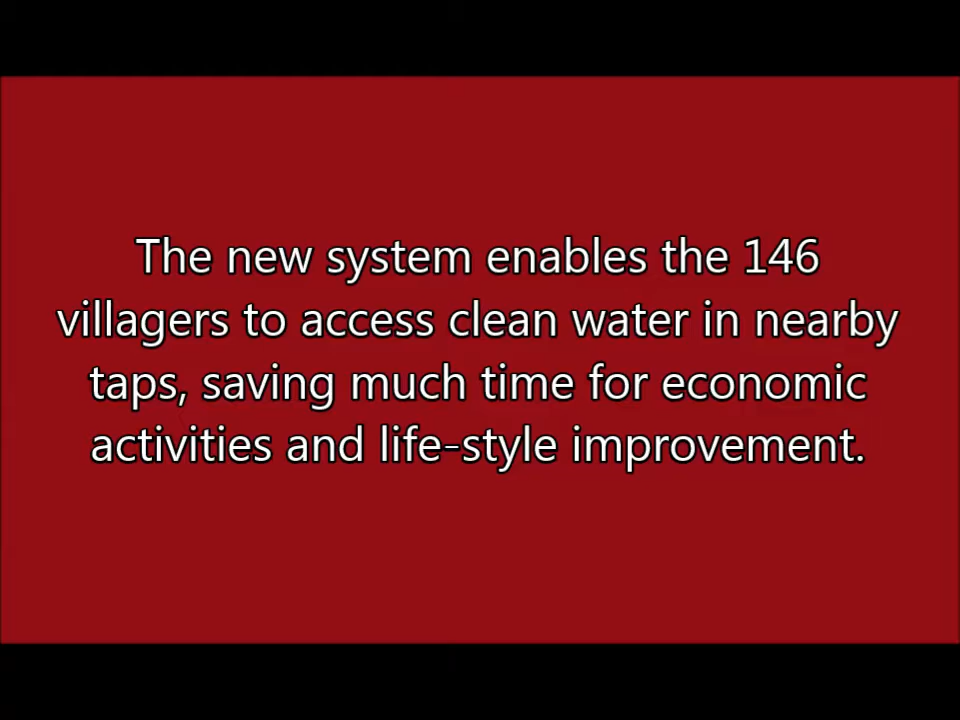 The new system enables the 146
villagers to access clean water in nearby
taps, saving much time for economic
activities and life-style improvement.